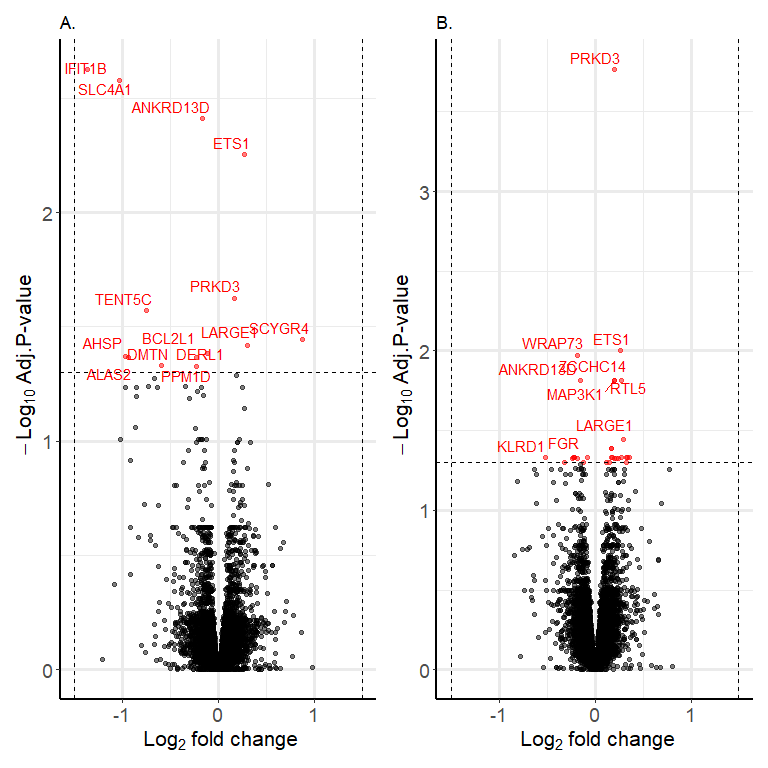 A.
IFIT1B
SLC4A1
ANKRD13D
ETS1
PRKD3
TENT5C
SCYGR4
LARGE1
BCL2L1
AHSP
DMTN DERL1
ALAS2
PPM1D
2
1
0
-1
0
1
− Log10 Adj.P-value
Log2 fold change
B.
PRKD3
WRAP73
ETS1
ZCCHC14
ANKRD13D
RTL5
MAP3K1
LARGE1
FGR
KLRD1
3
2
1
0
-1
0
1
− Log10 Adj.P-value
Log2 fold change